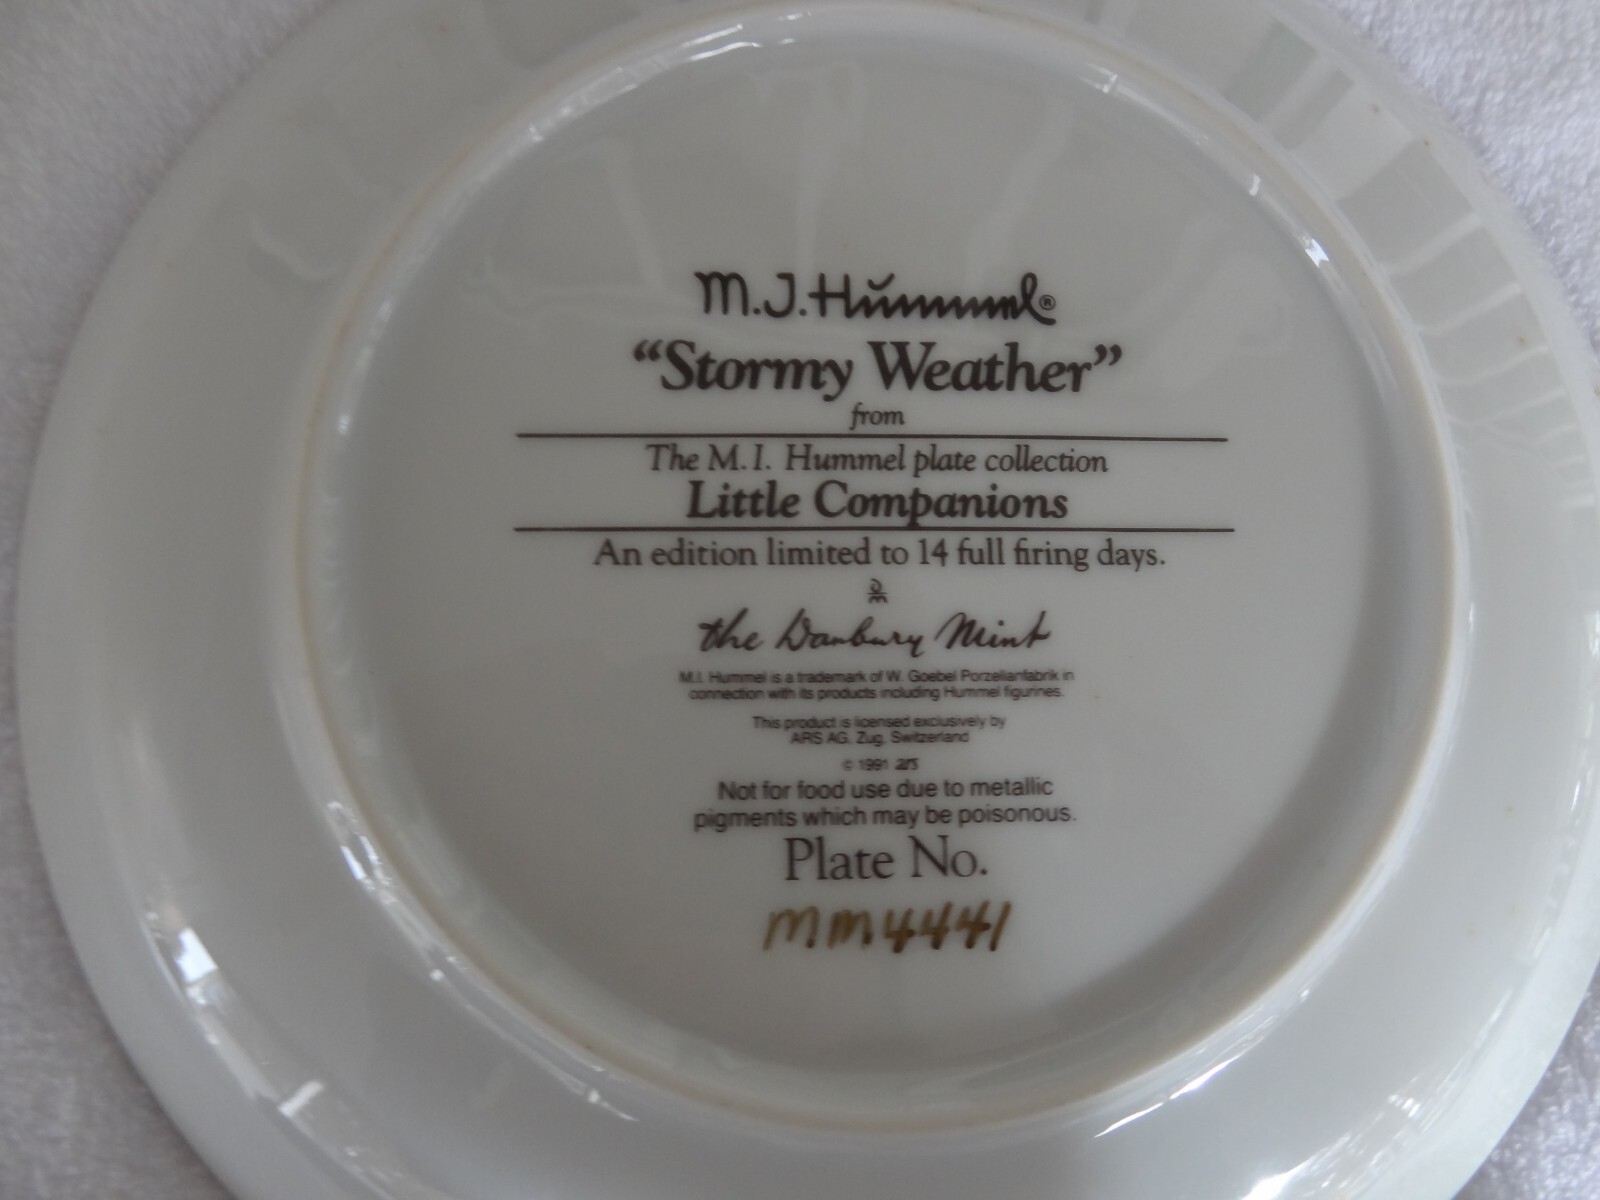 M.J.Hummel®
“Stormy Weather”
from
The M.I. Hummel plate collection
Little Companions
An edition limited to 14 full firing days.
the Danbury Mint
M.I. Hummel is a trademark of W. Goebel Porzellanfabrik in
connection with its products including Hummel figurines.
This product is licensed exclusively by
ARS AG, Zug, Switzerland
© 1991 ars
Not for food use due to metallic
pigments which may be poisonous.
Plate No.
MM4441